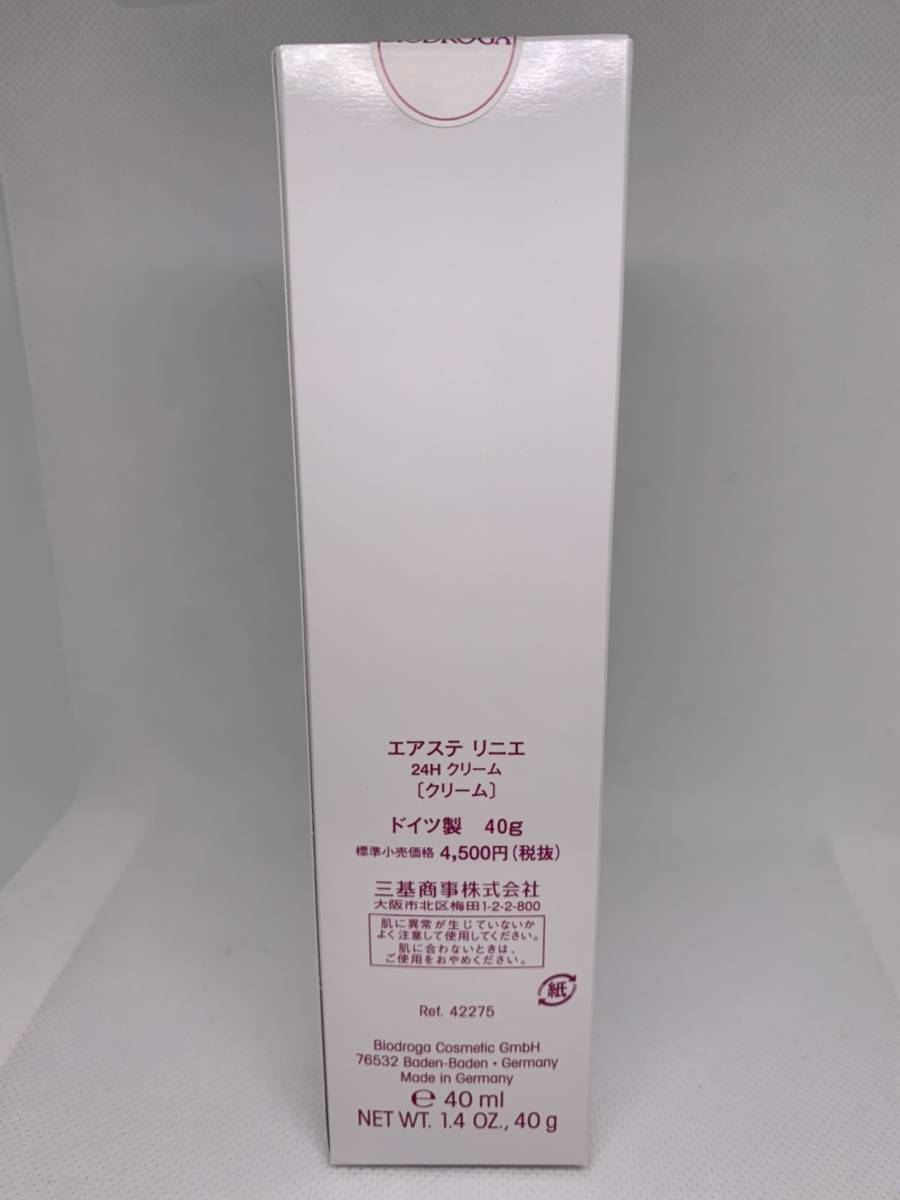 BIODROGA
エアステ リニエ
24H クリーム
〔クリーム〕
ドイツ製 40g
標準小売価格 4,500円(税抜)
三基商事株式会社
大阪市北区梅田1-2-2-800
肌に異常が生じていないか
よく注意して使用してください。
肌に合わないときは、
ご使用をおやめください。
紙
Ref. 42275
Biodroga Cosmetic GmbH
76532 Baden-Baden • Germany
Made in Germany
℮ 40 ml
NET WT. 1.4 OZ., 40 g